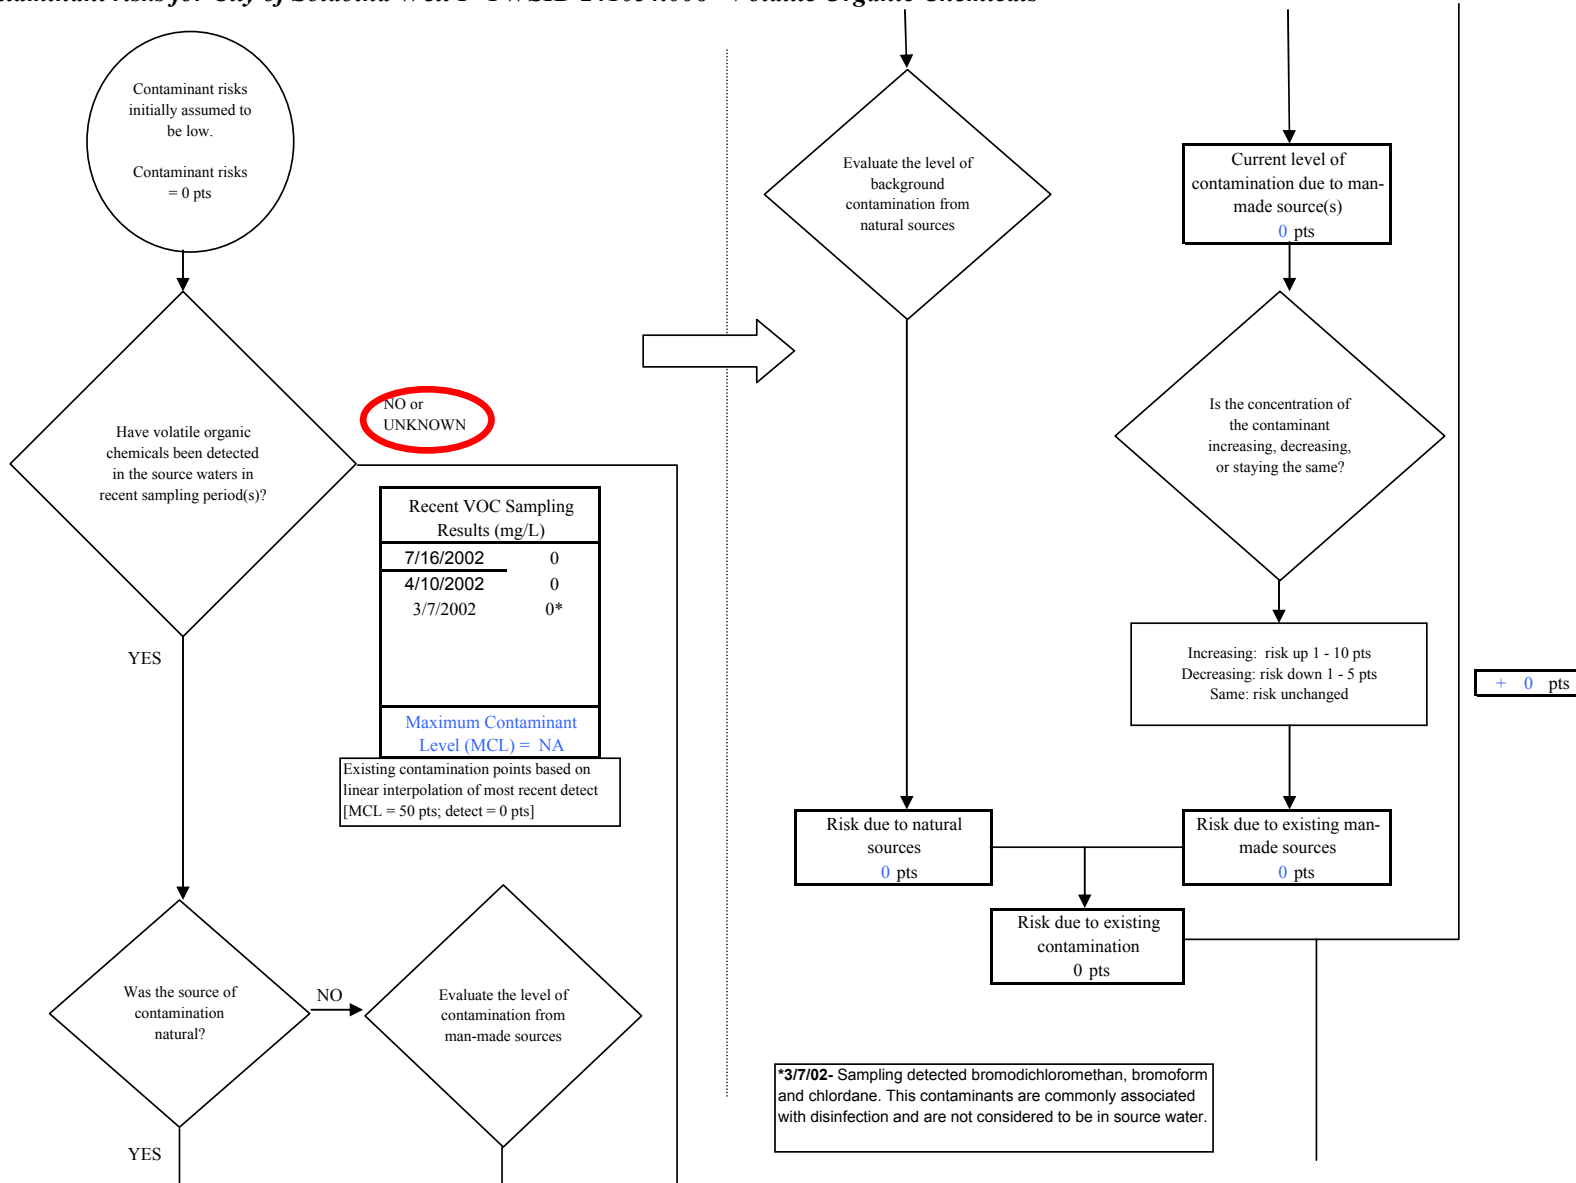 Contaminant risks
initially assumed to
be low.
Contaminant risks
= 0 pts
Have volatile organic
chemicals been detected
in the source waters in
recent sampling period(s)?
NO or
UNKNOWN
Recent VOC Sampling
Results (mg/L)
7/16/2002 0
4/10/2002 0
3/7/2002 0*
Maximum Contaminant
Level (MCL) = NA
Existing contamination points based on
linear interpolation of most recent detect
[MCL = 50 pts; detect = 0 pts]
YES
Was the source of
contamination
natural?
NO
Evaluate the level of
contamination from
man-made sources
YES
Evaluate the level of
background
contamination from
natural sources
Current level of
contamination due to man-
made source(s)
0 pts
Is the concentration of
the contaminant
increasing, decreasing,
or staying the same?
Increasing: risk up 1 - 10 pts
Decreasing: risk down 1 - 5 pts
Same: risk unchanged
+ 0 pts
Risk due to natural
sources
0 pts
Risk due to existing man-
made sources
0 pts
Risk due to existing
contamination
0 pts
*3/7/02- Sampling detected bromodichloromethan, bromoform
and chlordane. This contaminants are commonly associated
with disinfection and are not considered to be in source water.